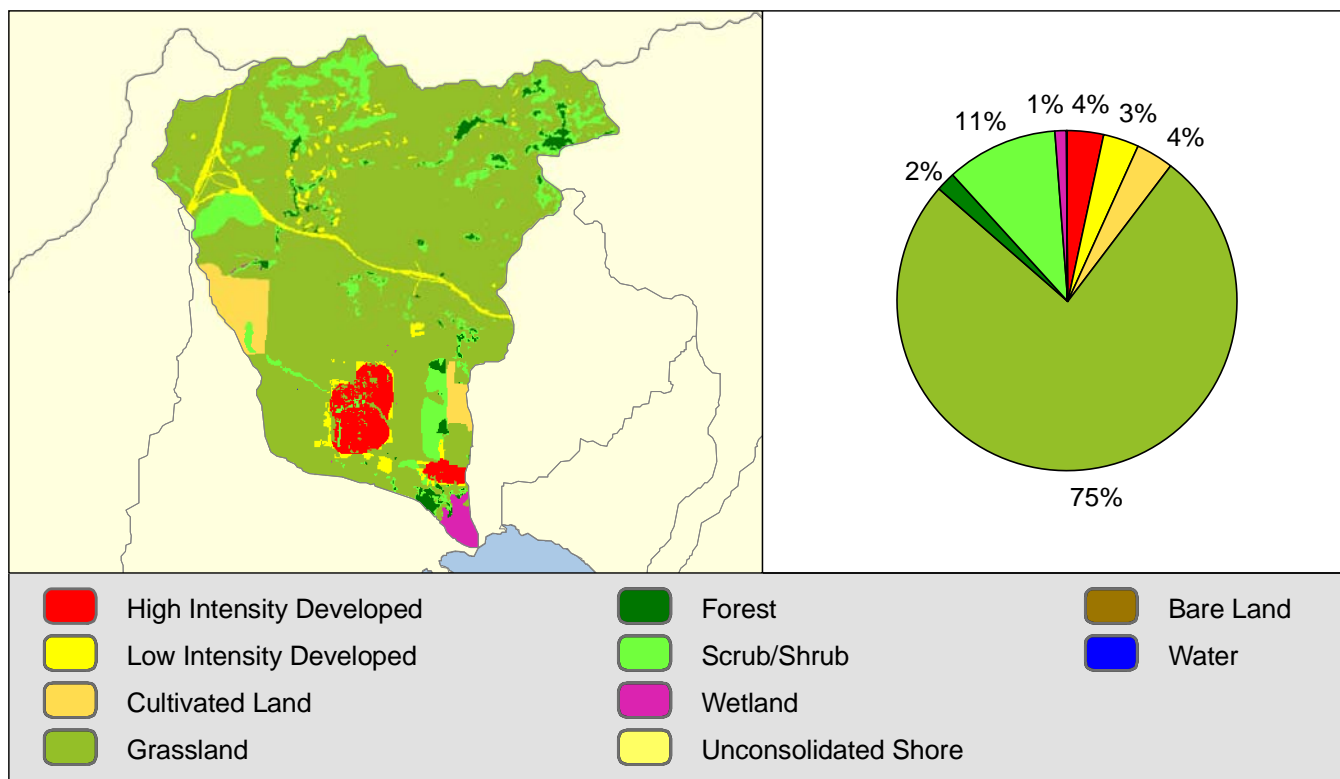 1%
4%
3%
4%
11%
2%
75%
High Intensity Developed
Low Intensity Developed
Cultivated Land
Grassland
Forest
Scrub/Shrub
Wetland
Unconsolidated Shore
Bare Land
Water